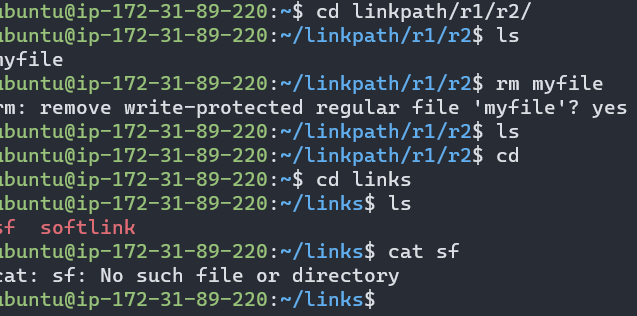 ubuntu@ip-172-31-89-220:~$ cd linkpath/r1/r2/
ubuntu@ip-172-31-89-220:~/linkpath/r1/r2$ ls
myfile
ubuntu@ip-172-31-89-220:~/linkpath/r1/r2$ rm myfile
rm: remove write-protected regular file 'myfile'? yes
ubuntu@ip-172-31-89-220:~/linkpath/r1/r2$ ls
ubuntu@ip-172-31-89-220:~/linkpath/r1/r2$ cd
ubuntu@ip-172-31-89-220:~$ cd links
ubuntu@ip-172-31-89-220:~/links$ ls
sf  softlink
ubuntu@ip-172-31-89-220:~/links$ cat sf
cat: sf: No such file or directory
ubuntu@ip-172-31-89-220:~/links$